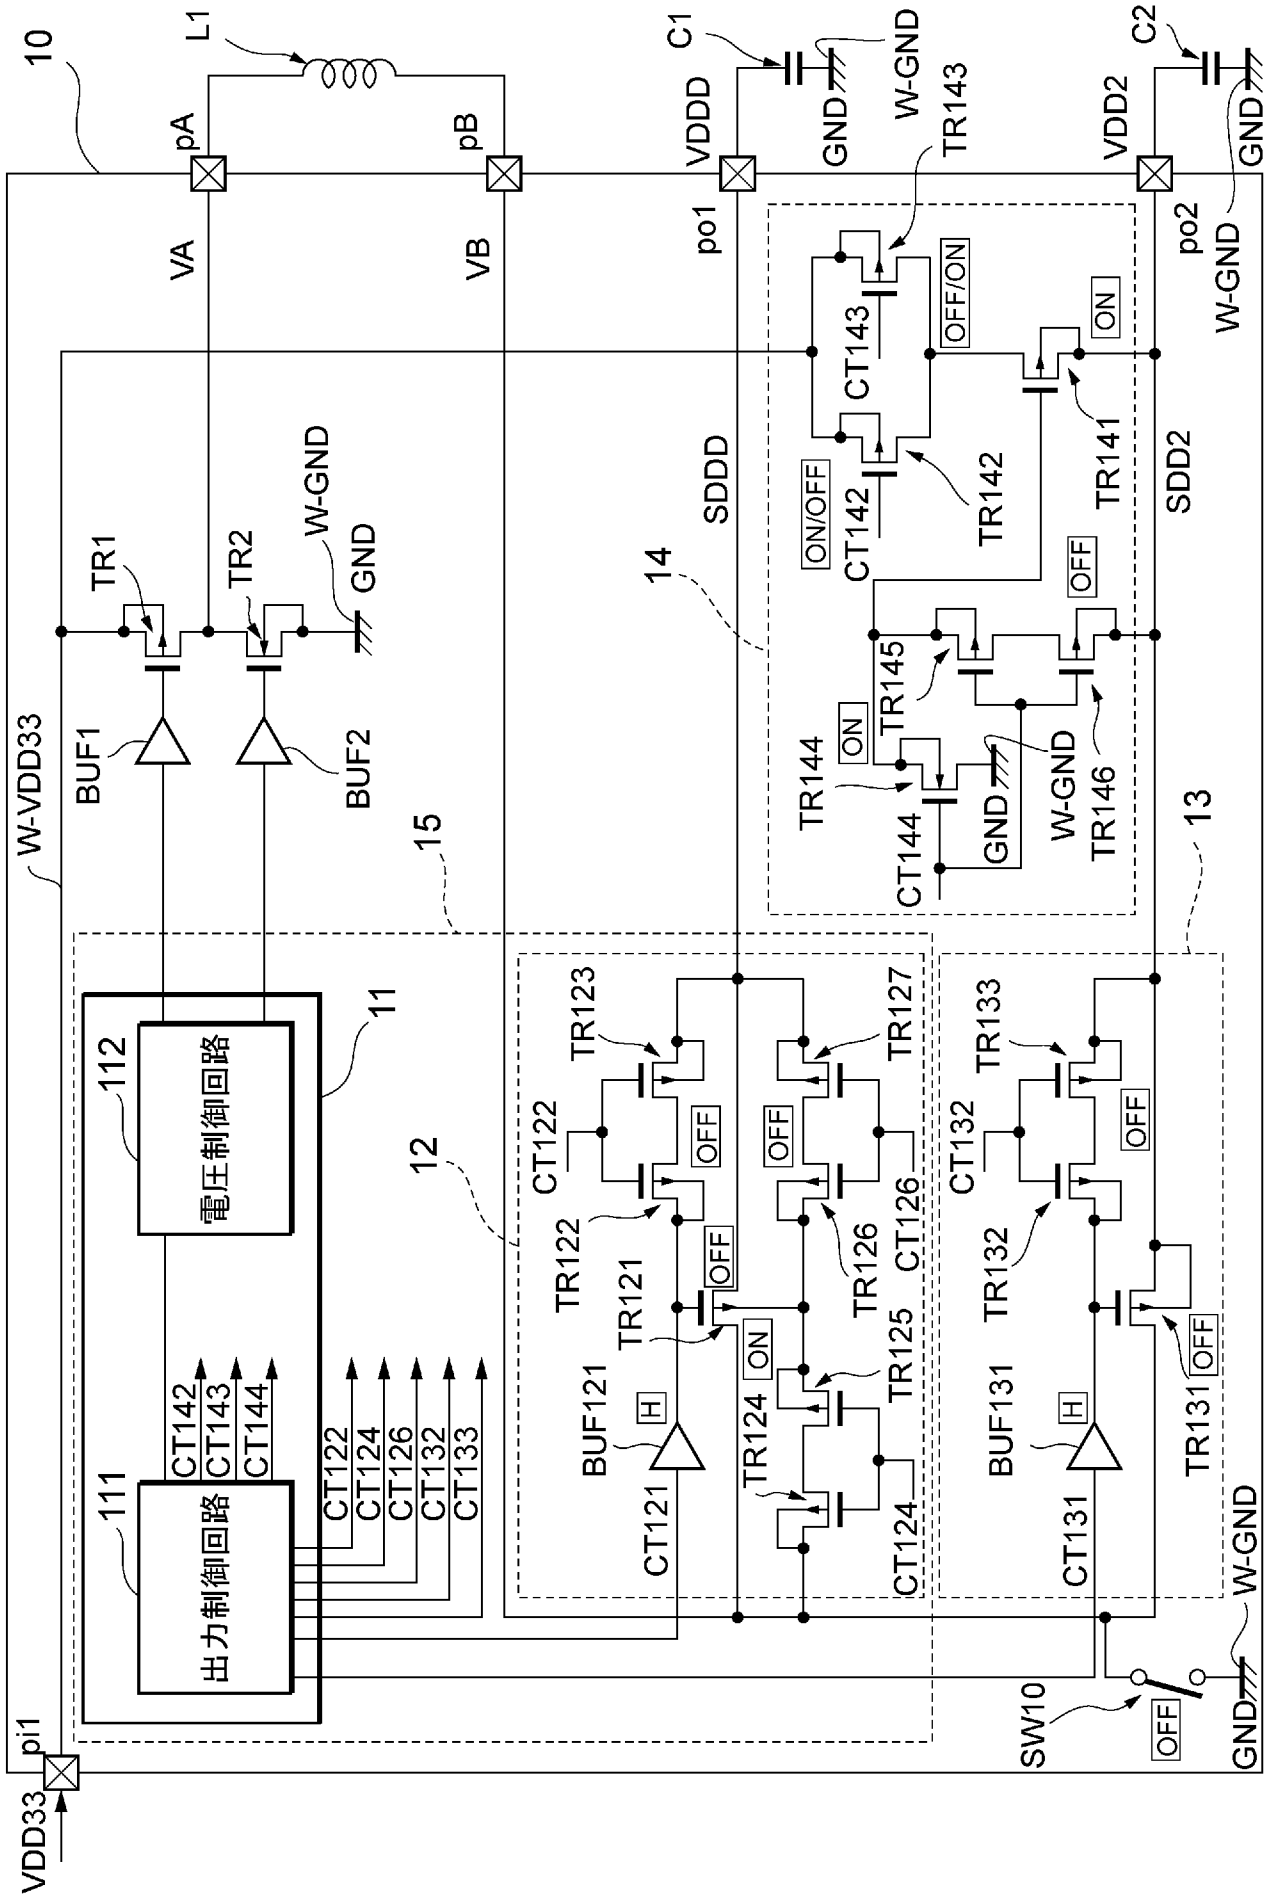 VDD33
pi1
W-VDD33
10
L1
pA
pB
VA
VB
TR1
TR2
W-GND
GND
BUF1
BUF2
15
11
112
電圧制御回路
111
出力制御回路
CT142
CT143
CT144
CT122
CT124
CT126
CT132
CT133
12
TR123
CT122
OFF
TR122
TR121
OFF
BUF121
H
CT121
TR127
OFF
TR126
CT126
ON
TR125
TR124
CT124
VDDD
C1
W-GND
GND
po1
SDDD
14
TR143
CT143
OFF/ON
ON/OFF
CT142
TR142
ON
TR141
TR145
OFF
TR146
TR144
ON
CT144
GND
W-GND
VDD2
C2
GND
W-GND
po2
SDD2
13
TR133
CT132
OFF
TR132
BUF131
H
CT131
TR131
OFF
SW10
OFF
GND
W-GND